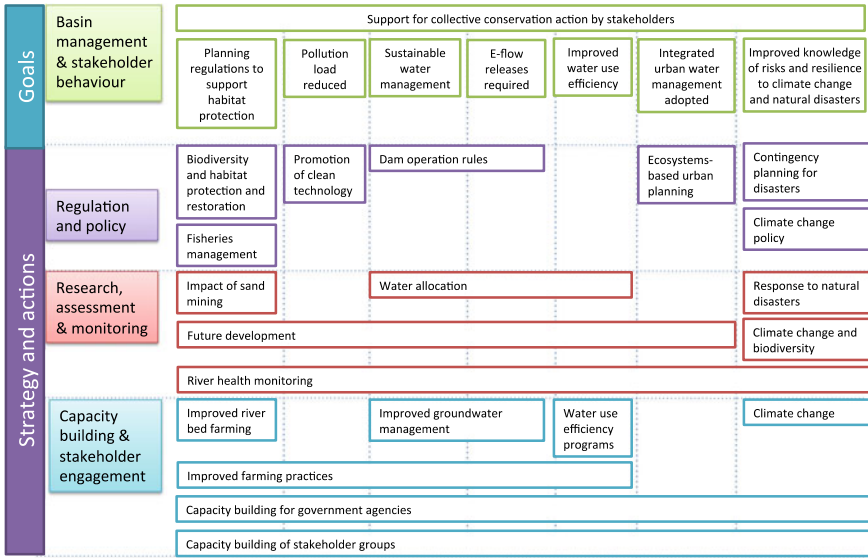 Goals
Basin
management
& stakeholder
behaviour
Support for collective conservation action by stakeholders
Planning
regulations to
support
habitat
protection
Pollution
load
reduced
Sustainable
water
management
E-flow
releases
required
Improved
water use
efficiency
Integrated
urban water
management
adopted
Improved knowledge
of risks and resilience
to climate change
and natural disasters
Strategy and actions
Regulation
and policy
Biodiversity
and habitat
protection and
restoration
Promotion
of clean
technology
Dam operation rules
Ecosystems-
based urban
planning
Contingency
planning for
disasters
Fisheries
management
Climate change
policy
Research,
assessment
& monitoring
Impact of sand
mining
Water allocation
Response to natural
disasters
Future development
Climate change and
biodiversity
River health monitoring
Capacity
building &
stakeholder
engagement
Improved river
bed farming
Improved groundwater
management
Water use
efficiency
programs
Climate change
Improved farming practices
Capacity building for government agencies
Capacity building of stakeholder groups